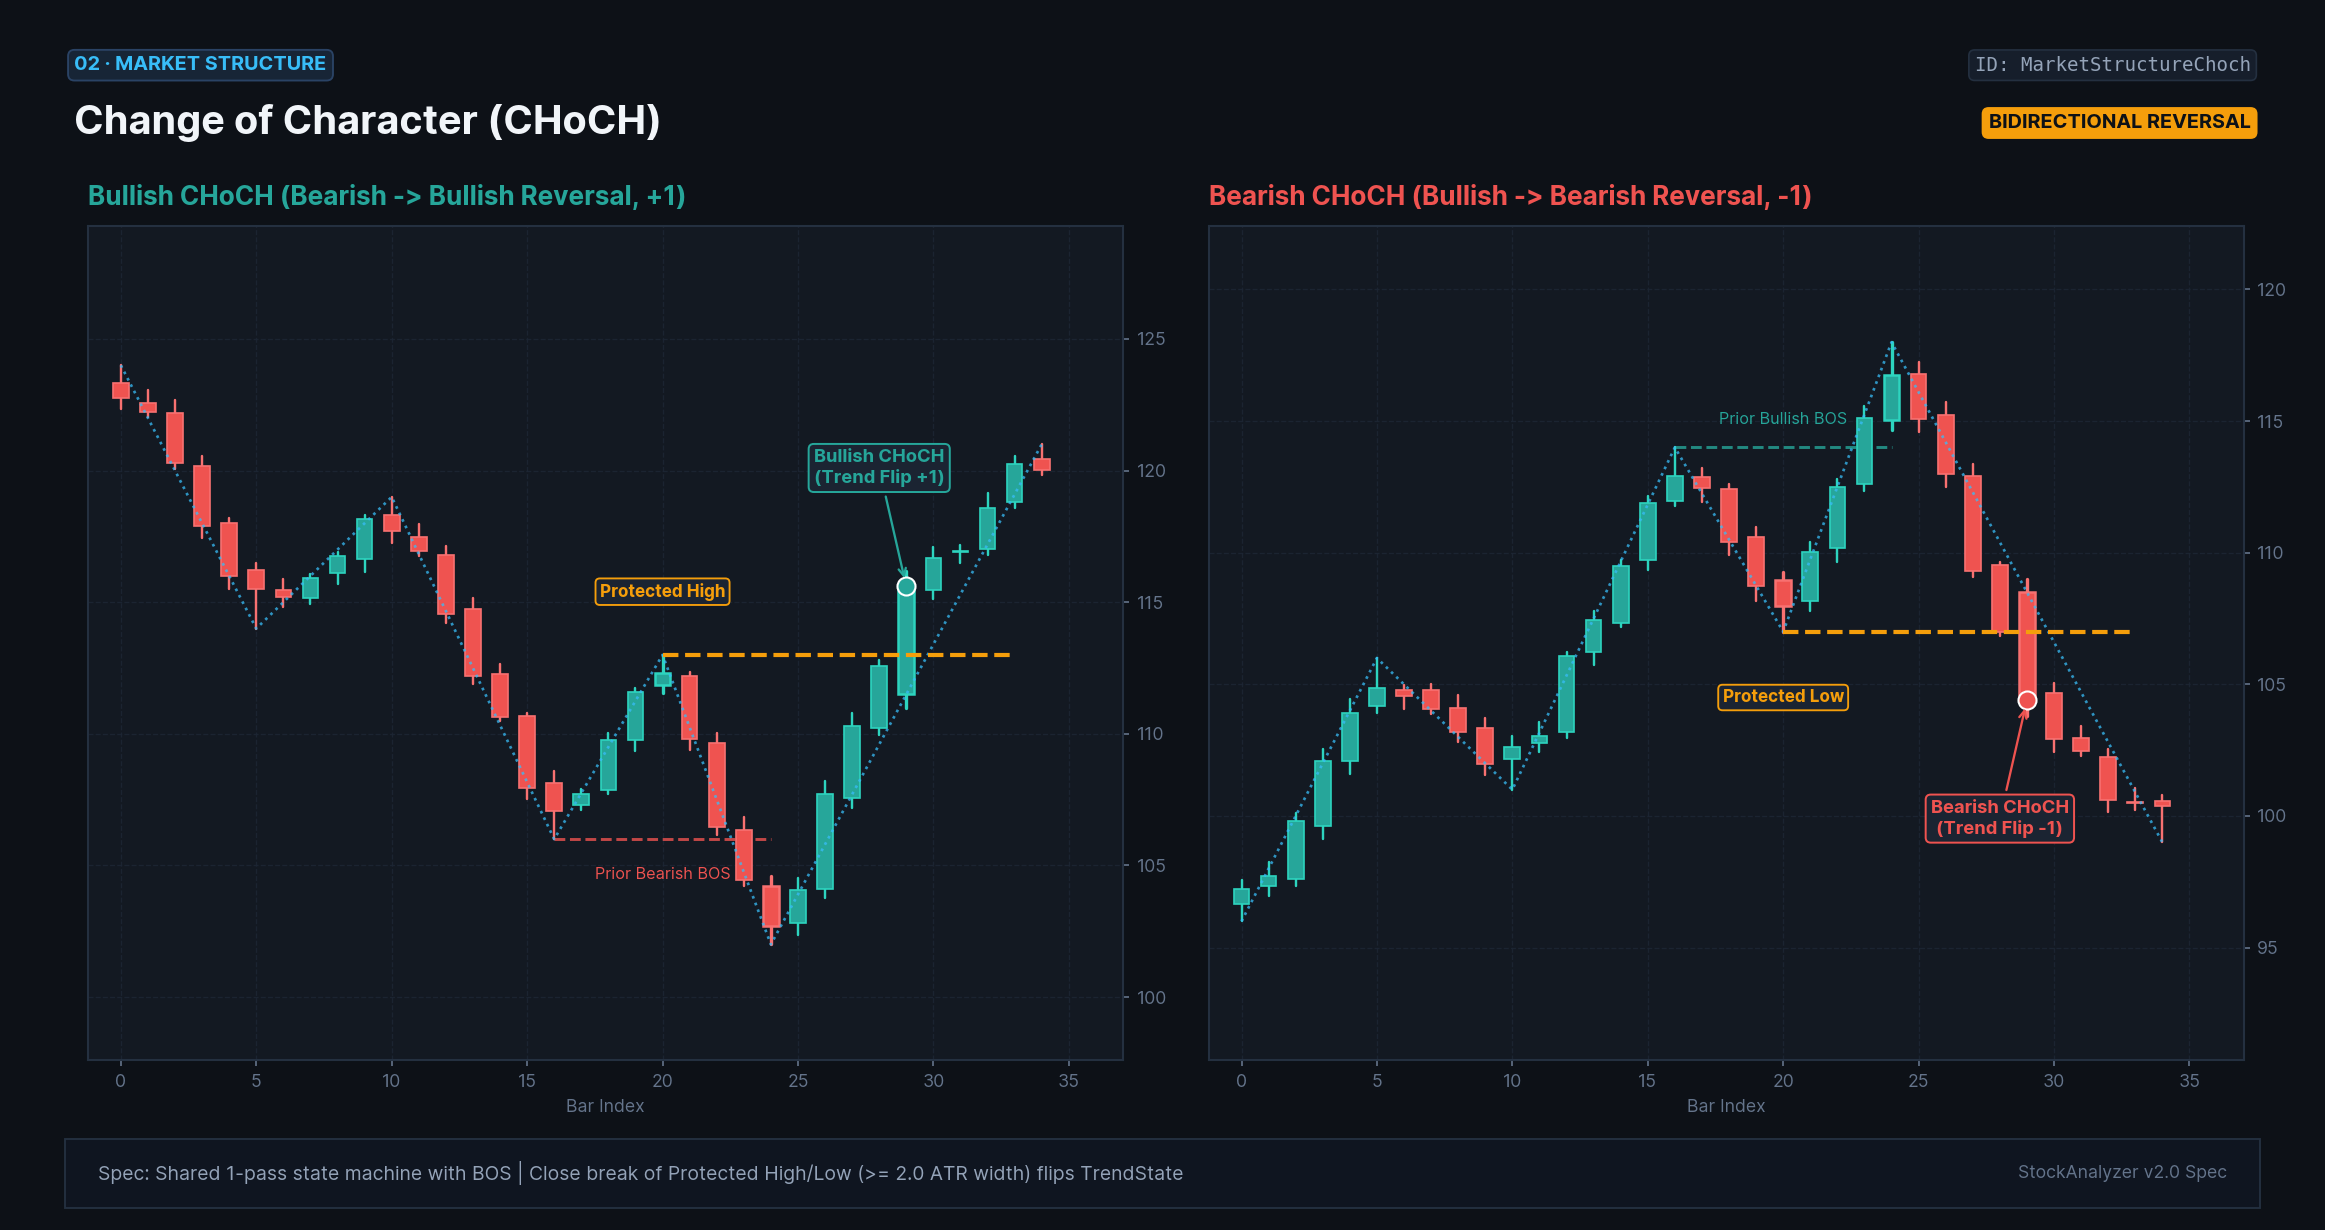 02 · MARKET STRUCTURE
ID: MarketStructureChoch
Change of Character (CHoCH)
BIDIRECTIONAL REVERSAL
Bullish CHoCH (Bearish -> Bullish Reversal, +1)
125
120
115
110
105
100
Bullish CHoCH
(Trend Flip +1)
Protected High
Prior Bearish BOS
0 5 10 15 20 25 30 35
Bar Index
Bearish CHoCH (Bullish -> Bearish Reversal, -1)
120
115
110
105
100
95
Prior Bullish BOS
Protected Low
Bearish CHoCH
(Trend Flip -1)
0 5 10 15 20 25 30 35
Bar Index
Spec: Shared 1-pass state machine with BOS | Close break of Protected High/Low (>= 2.0 ATR width) flips TrendState
StockAnalyzer v2.0 Spec